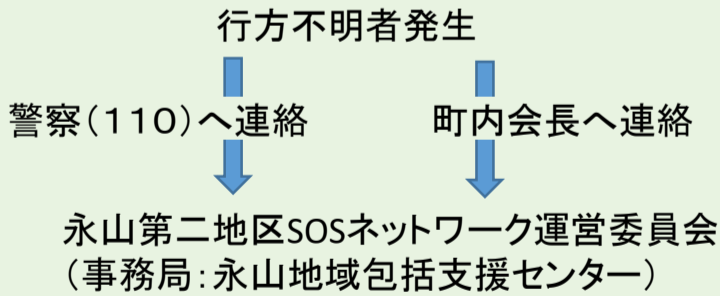 行方不明者発生
警察(110)へ連絡
町内会長へ連絡
永山第二地区SOSネットワーク運営委員会
(事務局:永山地域包括支援センター)